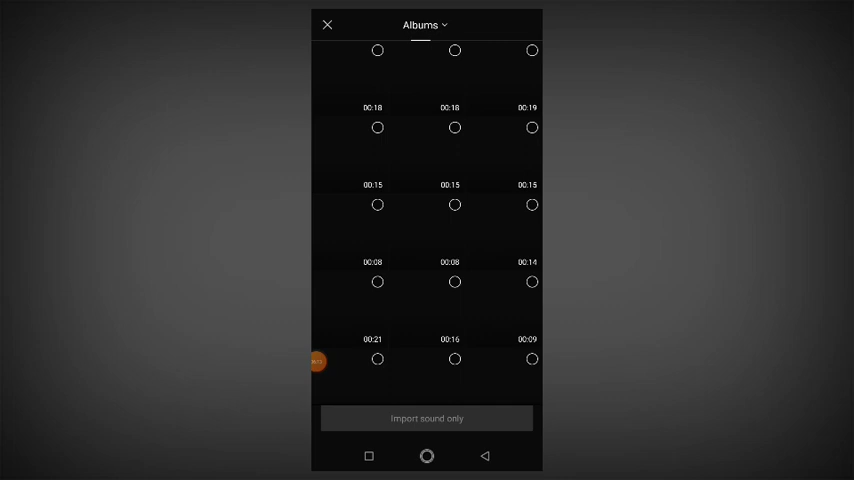 Albums
00:18 00:18 00:19
00:15 00:15 00:15
00:08 00:08 00:14
00:21 00:16 00:09
Import sound only